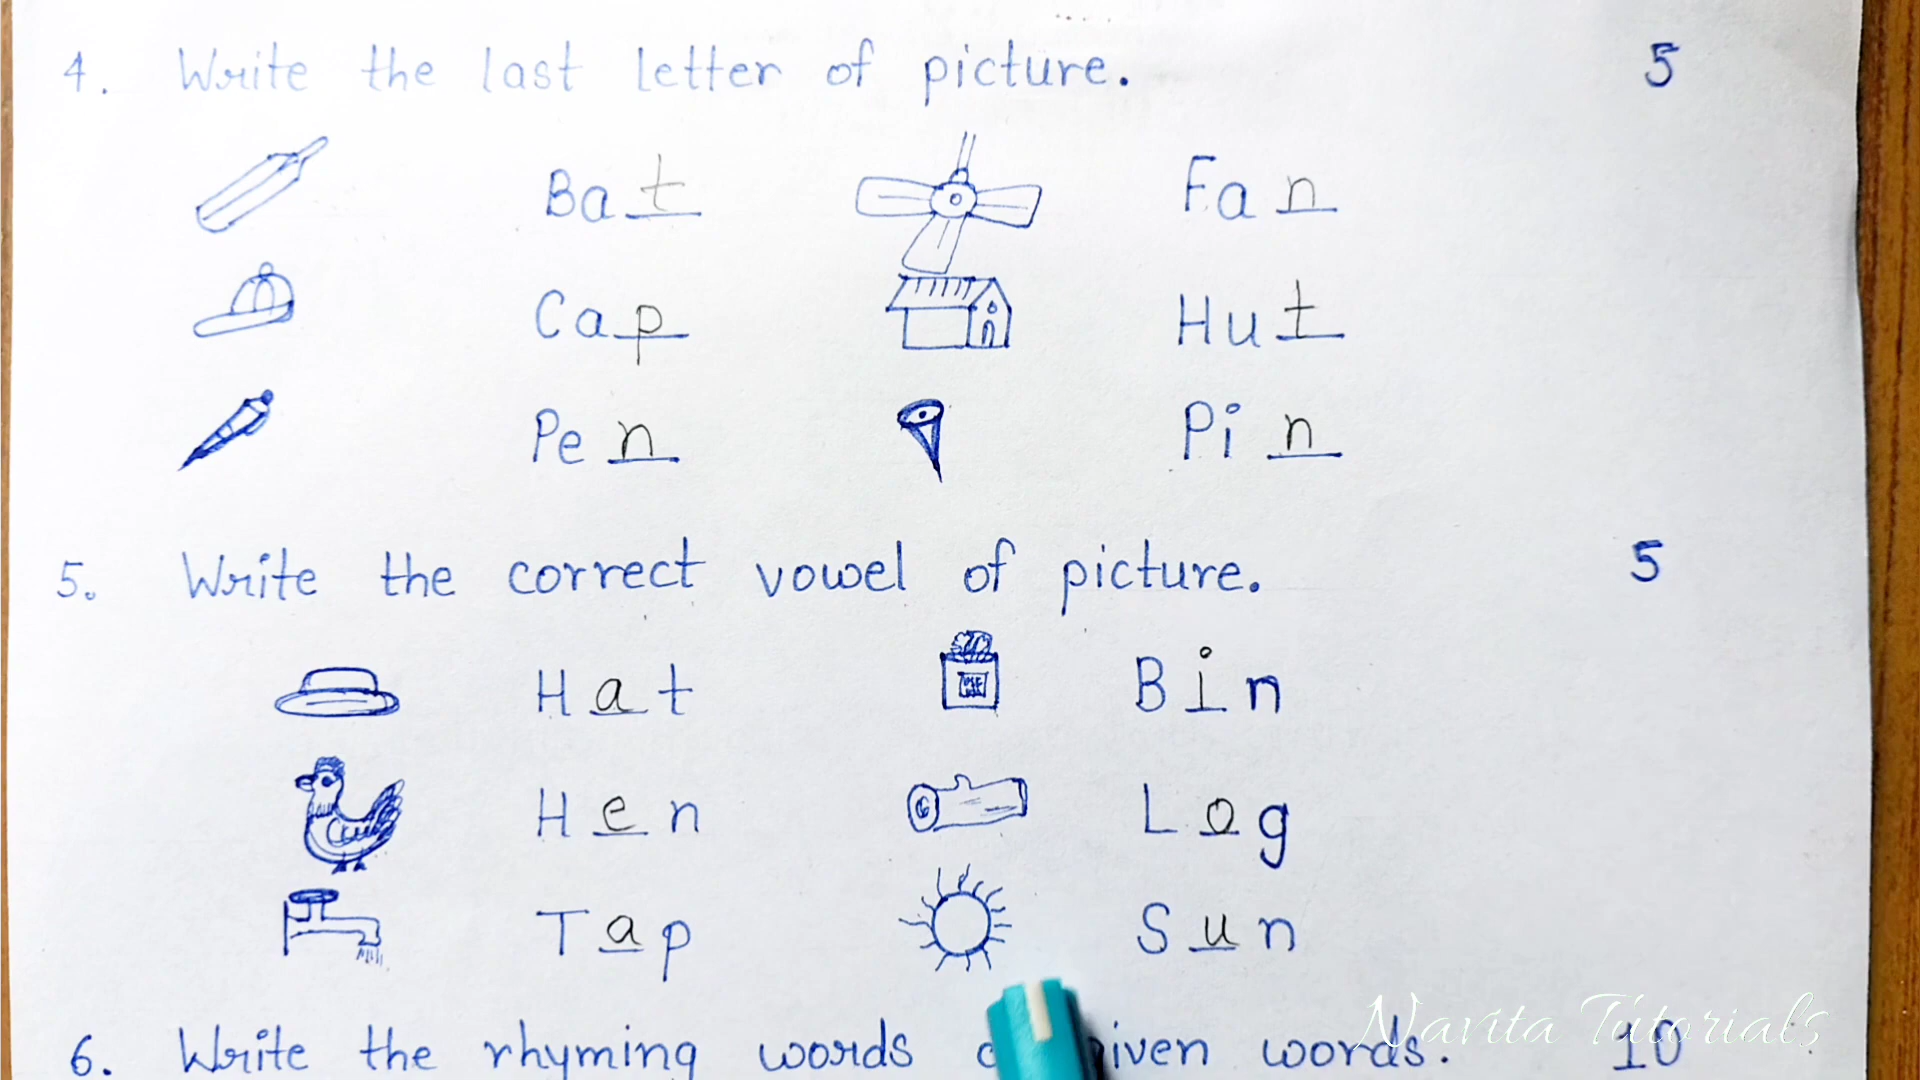 4. Write the last letter of picture. 5
Bat Fan
Cap Hut
Pen Pin
5. Write the correct vowel of picture. 5
Hat Bin
USE ME
Hen Log
Tap Sun
6. Write the rhyming words iven words. 10
Navita Tutorials